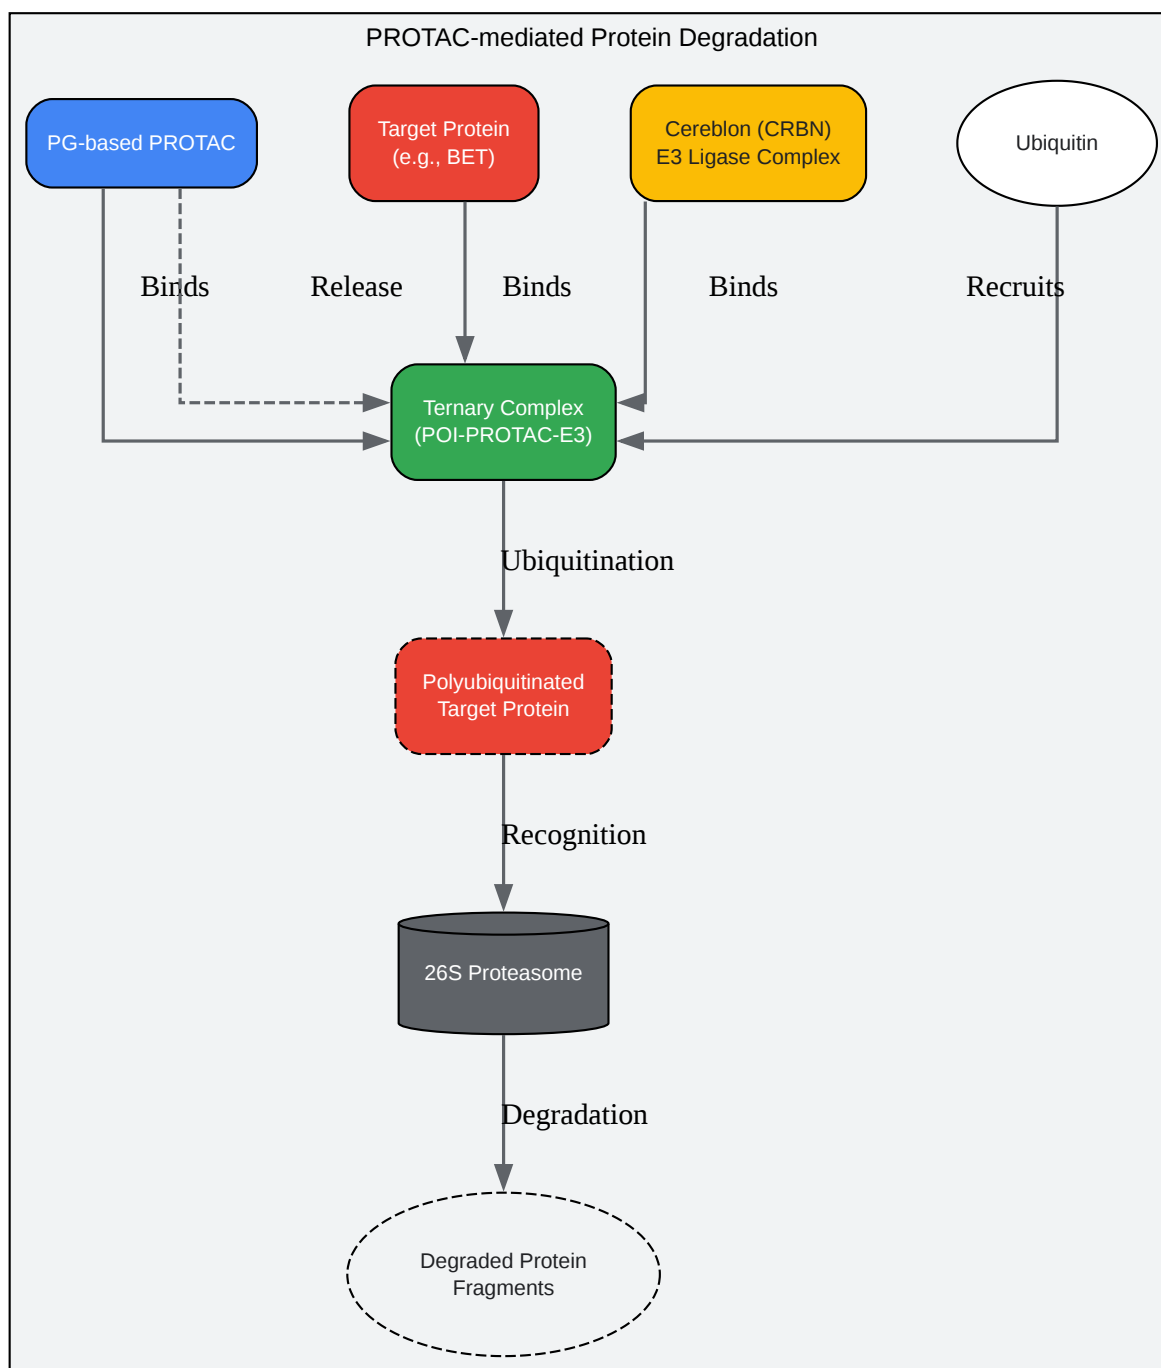 PROTAC-mediated Protein Degradation
PG-based PROTAC
Target Protein
(e.g., BET)
Cereblon (CRBN)
E3 Ligase Complex
Ubiquitin
Binds
Release
Binds
Binds
Recruits
Ternary Complex
(POI-PROTAC-E3)
Ubiquitination
Polyubiquitinated
Target Protein
Recognition
26S Proteasome
Degradation
Degraded Protein
Fragments